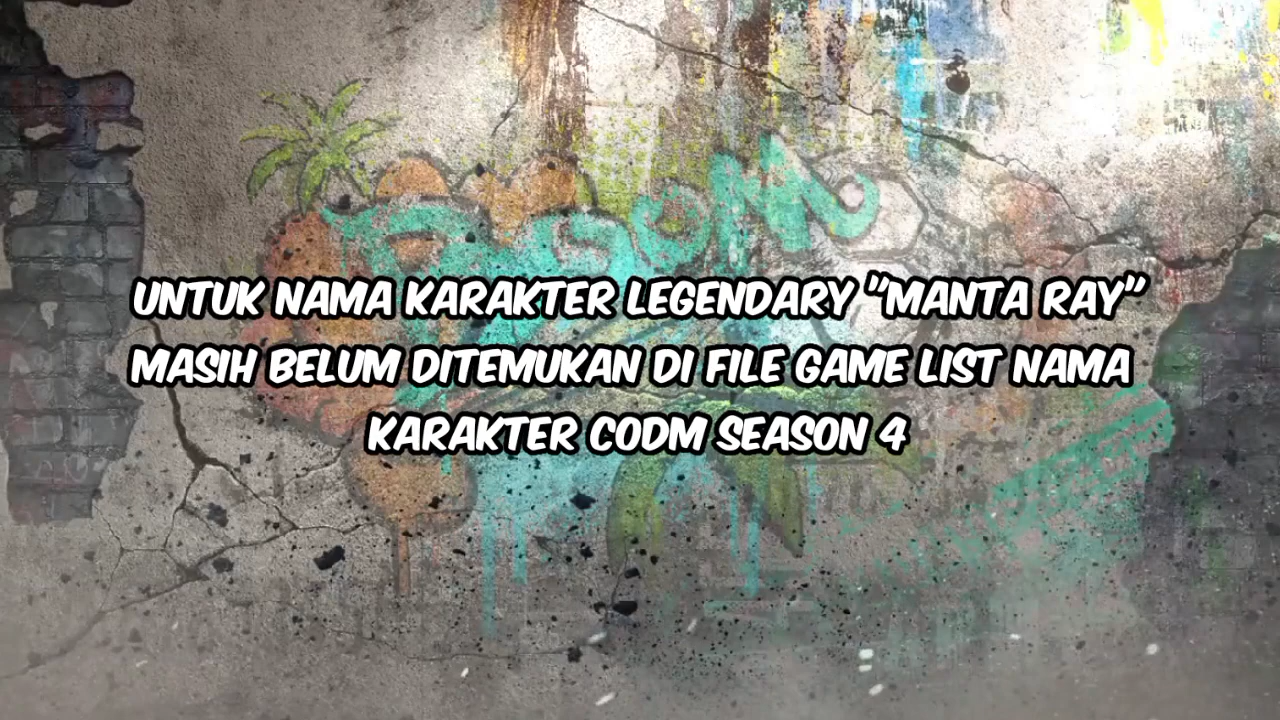 UNTUK NAMA KARAKTER LEGENDARY "MANTA RAY"
MASIH BELUM DITEMUKAN DI FILE GAME LIST NAMA
KARAKTER CODM SEASON 4